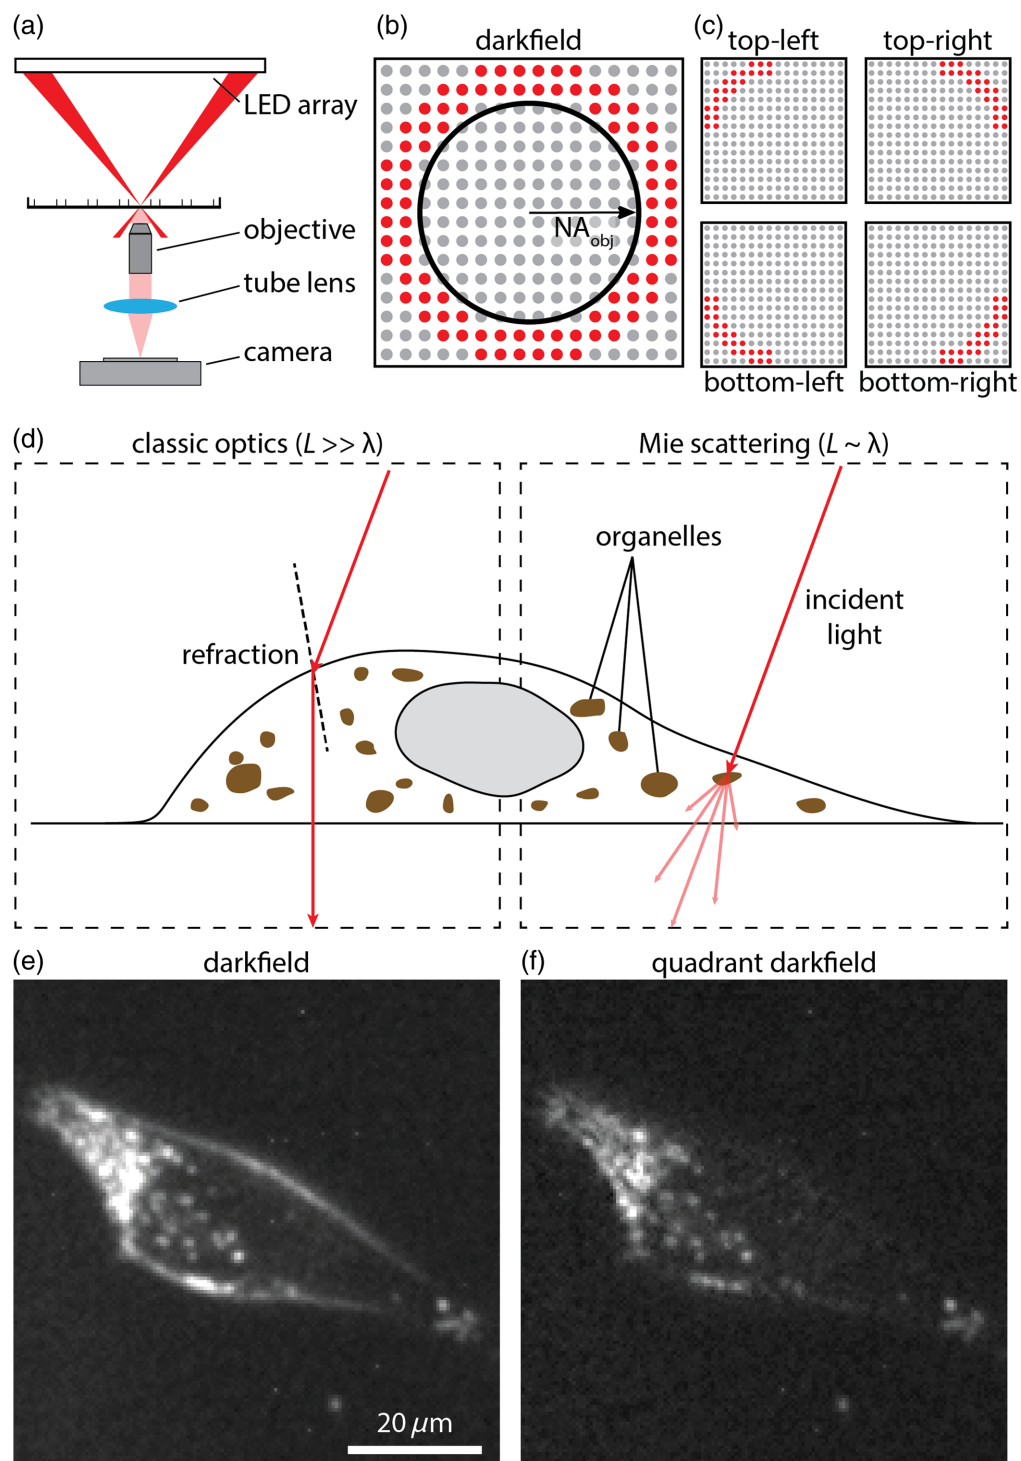 (a)
LED array
objective
tube lens
camera
(b)
darkfield
NAobj
(c)
top-left
top-right
bottom-left
bottom-right
(d)
classic optics (L >> λ)
Mie scattering (L ~ λ)
organelles
incident
light
refraction
(e)
darkfield
(f)
quadrant darkfield
20 μm